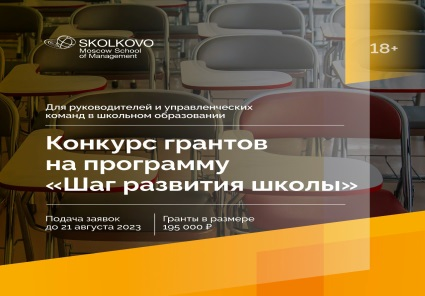 SKOLKOVO
Moscow School
of Management
18+
Для руководителей и управленческих
команд в школьном образовании
Конкурс грантов
на программу
«Шаг развития школы»
Подача заявок
до 21 августа 2023
Гранты в размере
195 000 ₽